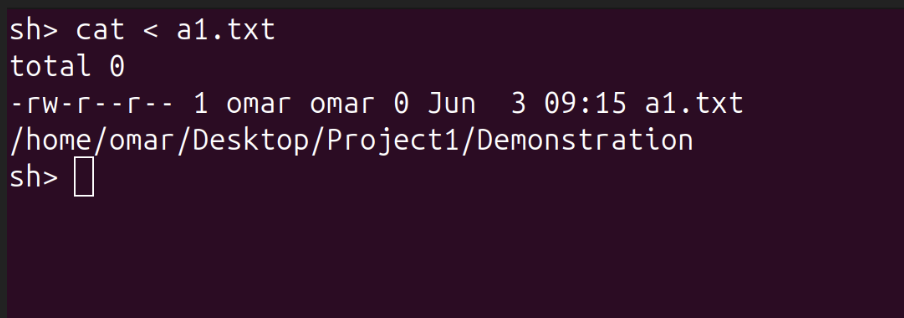 sh> cat < a1.txt
total 0
-rw-r--r-- 1 omar omar 0 Jun  3 09:15 a1.txt
/home/omar/Desktop/Project1/Demonstration
sh>